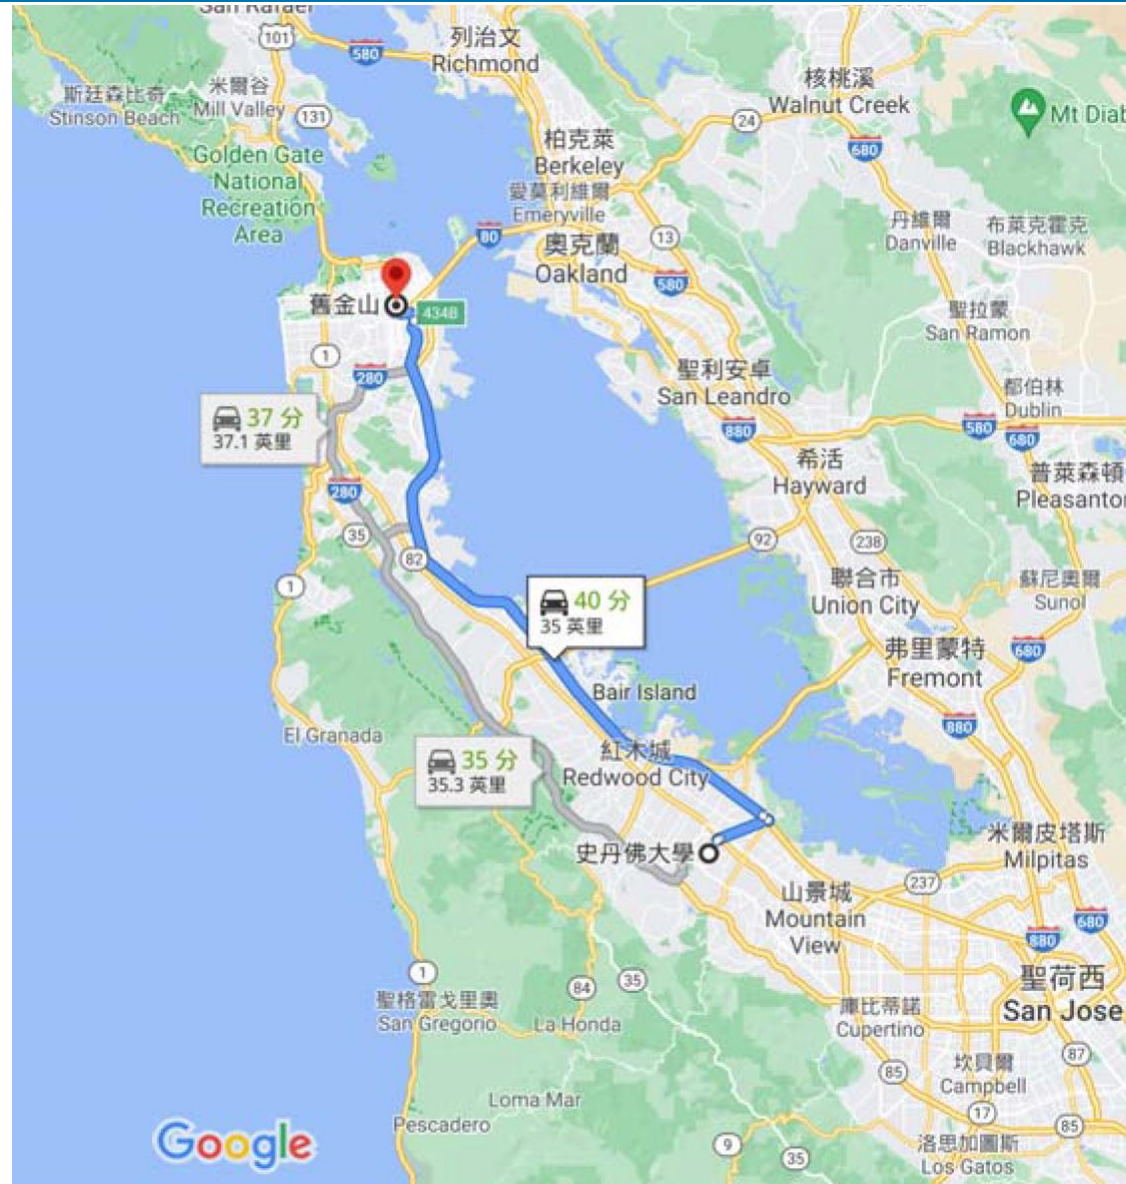 San Rafael
101
580
列治文
Richmond
核桃溪
Walnut Creek
斯廷森比奇
Stinson Beach
米爾谷
Mill Valley
131
24
Mt Diab
680
柏克萊
Berkeley
Golden Gate
National
Recreation
Area
愛莫利維爾
Emeryville
80
13
丹維爾
Danville
布萊克霍克
Blackhawk
奧克蘭
Oakland
580
舊金山
434B
聖拉蒙
San Ramon
1
280
聖利安卓
San Leandro
都伯林
Dublin
37 分
37.1 英里
880
580
680
希活
Hayward
普萊森頓
Pleasanto
280
35
82
92
238
1
聯合市
Union City
蘇尼奧爾
Sunol
40 分
35 英里
弗里蒙特
Fremont
680
Bair Island
880
El Granada
35 分
35.3 英里
紅木城
Redwood City
米爾皮塔斯
Milpitas
史丹佛大學
山景城
Mountain
View
237
680
880
1
84
35
聖荷西
San Jose
聖格雷戈里奧
San Gregorio
La Honda
庫比蒂諾
Cupertino
87
85
坎貝爾
Campbell
Loma Mar
17
85
Pescadero
Google
9
35
洛思加圖斯
Los Gatos